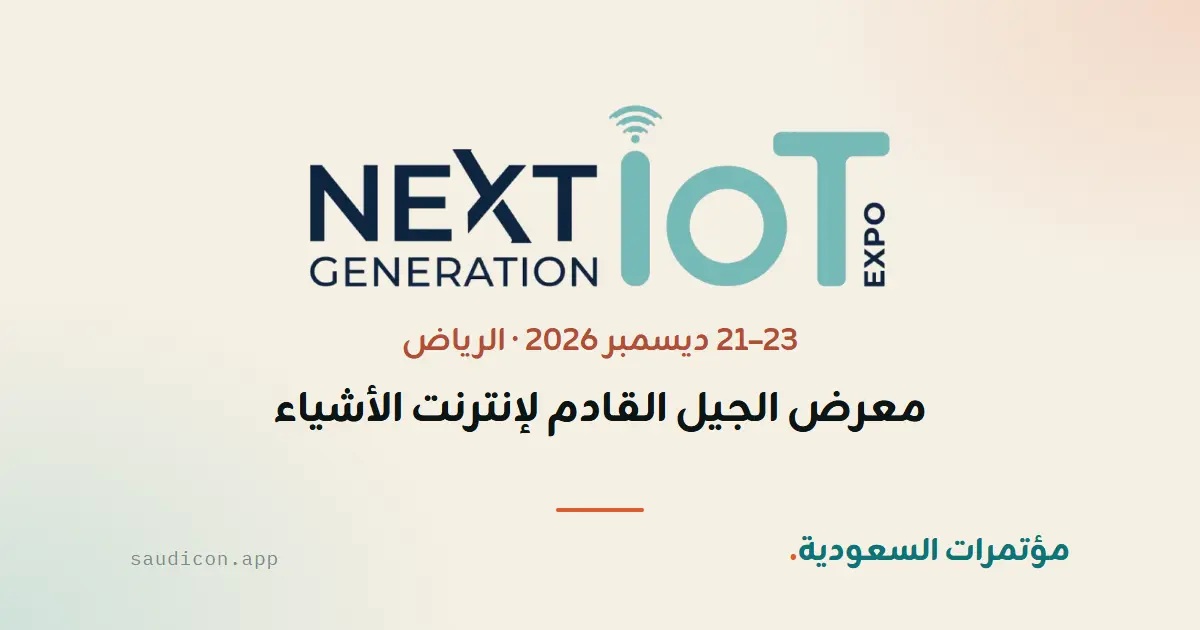 NEXT IoT
GENERATION
EXPO
21–23 ديسمبر 2026 · الرياض
معرض الجيل القادم لإنترنت الأشياء
مؤتمرات السعودية.
saudicon.app